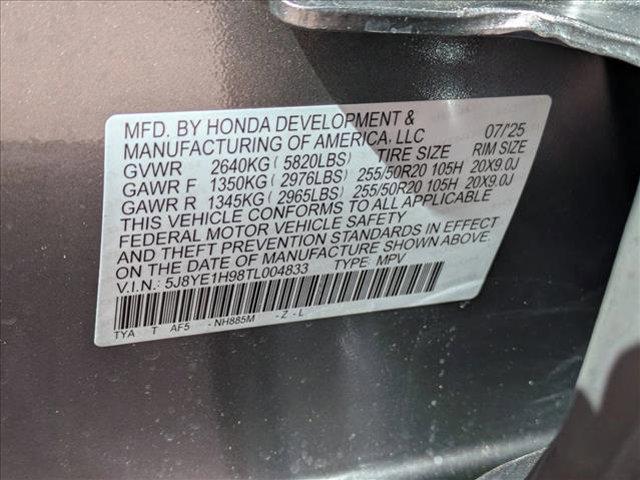 MFD. BY HONDA DEVELOPMENT &
MANUFACTURING OF AMERICA, LLC 07/'25
GVWR 2640KG ( 5820LBS) TIRE SIZE RIM SIZE
GAWR F 1350KG ( 2976LBS) 255/50R20 105H 20X9.0J
GAWR R 1345KG ( 2965LBS) 255/50R20 105H 20X9.0J
THIS VEHICLE CONFORMS TO ALL APPLICABLE
FEDERAL MOTOR VEHICLE SAFETY
AND THEFT PREVENTION STANDARDS IN EFFECT
ON THE DATE OF MANUFACTURE SHOWN ABOVE.
V.I.N.: 5J8YE1H98TL004833 TYPE: MPV
TYA T AF5 - NH885M - Z - L